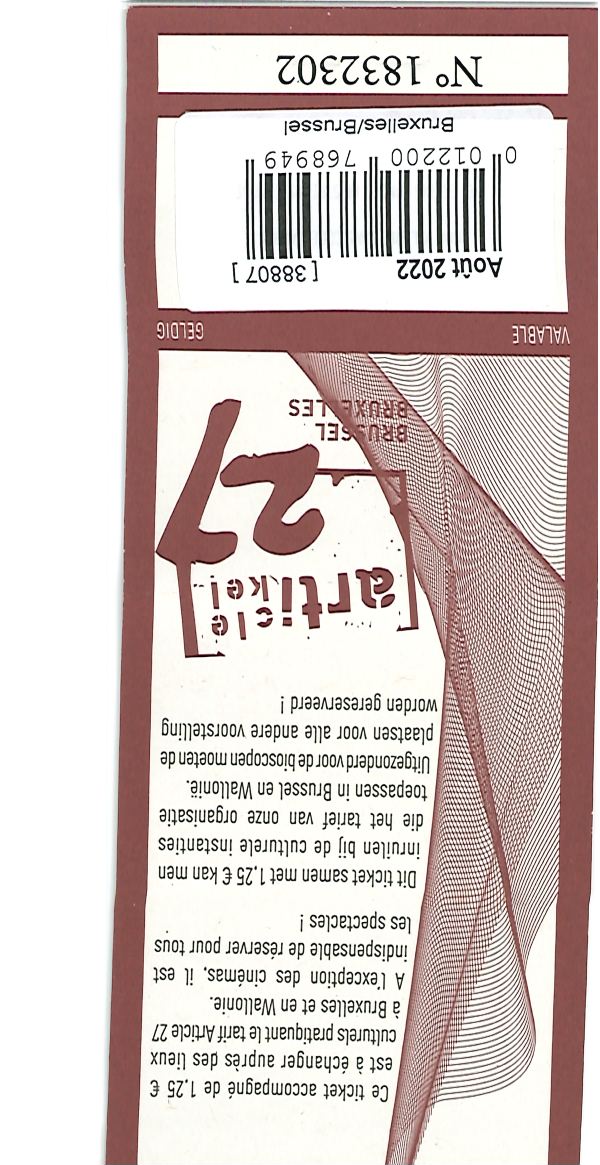 Ce ticket accompagné de 1,25 €
est à échanger auprès des lieux
culturels pratiquant le tarif Article 27
à Bruxelles et en Wallonie.
A l'exception des cinémas, il est
indispensable de réserver pour tous
les spectacles !
Dit ticket samen met 1,25 € kan men
inruilen bij de culturele instanties
die het tarief van onze organisatie
toepassen in Brussel en Wallonië.
Uitgezonderd voor de bioscopen moeten de
plaatsen voor alle andere voorstelling
worden gereserveerd !
[article
artikel]
27
BRUSSEL
BRUXELLES
VALABLE GELDIG
Août 2022 [38807]
0 012200 768949
Bruxelles/Brussel
N° 1832302